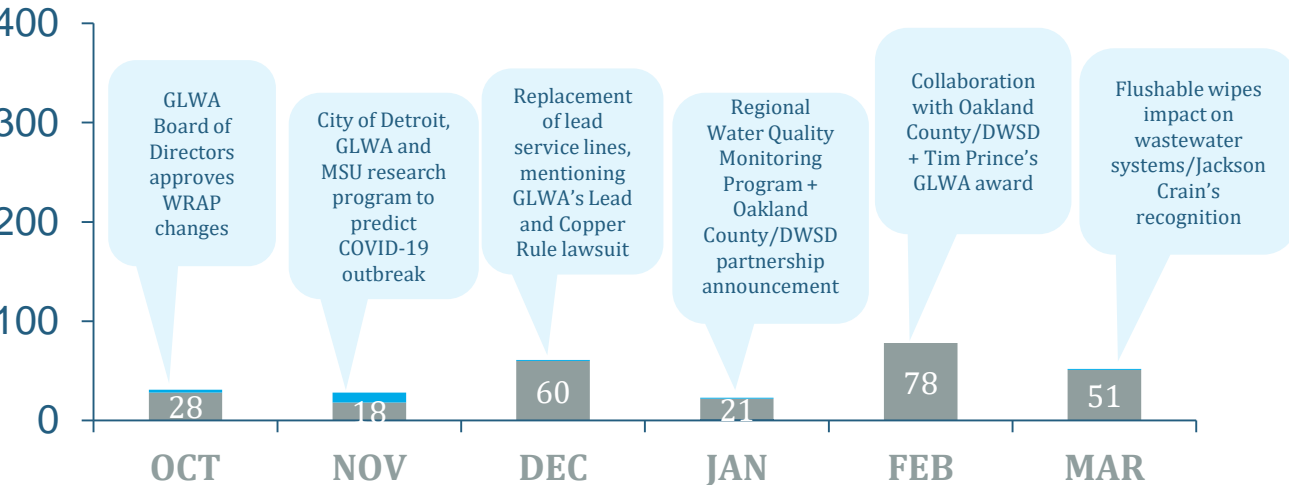 400
300
200
100
0
GLWA
Board of
Directors
approves
WRAP
changes
City of Detroit,
GLWA and
MSU research
program to
predict
COVID-19
outbreak
Replacement
of lead
service lines,
mentioning
GLWA's Lead
and Copper
Rule lawsuit
Regional
Water Quality
Monitoring
Program +
Oakland
County/DWSD
partnership
announcement
Collaboration
with Oakland
County/DWSD
+ Tim Prince's
GLWA award
Flushable wipes
impact on
wastewater
systems/Jackson
Crain's
recognition
28
18
60
21
78
51
OCT
NOV
DEC
JAN
FEB
MAR